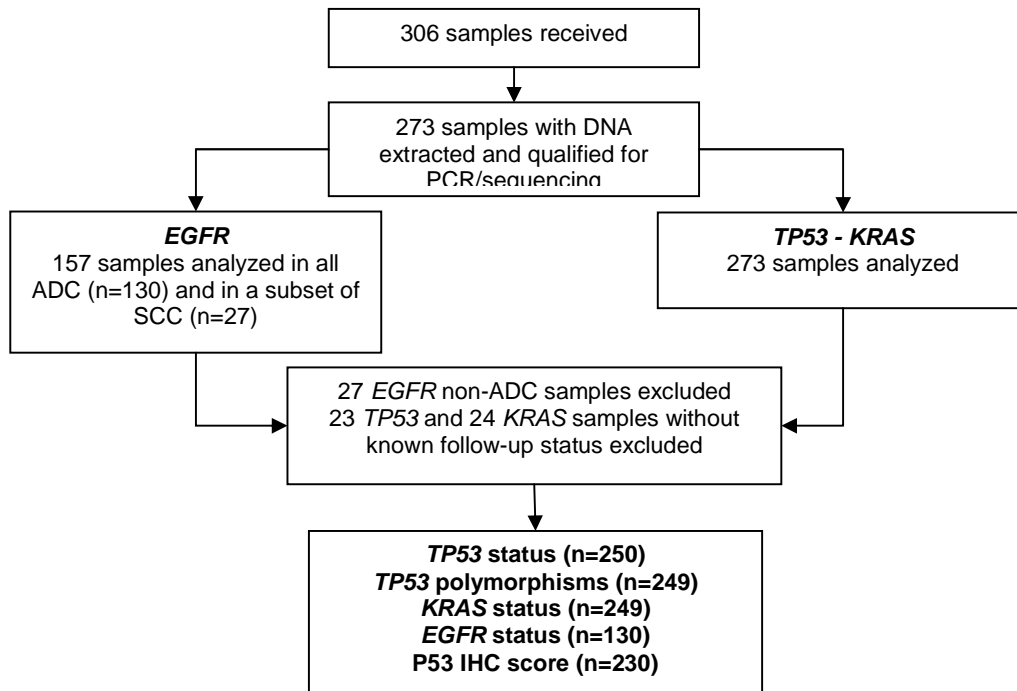 306 samples received
273 samples with DNA
extracted and qualified for
PCR/sequencing
EGFR
157 samples analyzed in all
ADC (n=130) and in a subset of
SCC (n=27)
TP53 - KRAS
273 samples analyzed
27 EGFR non-ADC samples excluded
23 TP53 and 24 KRAS samples without
known follow-up status excluded
TP53 status (n=250)
TP53 polymorphisms (n=249)
KRAS status (n=249)
EGFR status (n=130)
P53 IHC score (n=230)